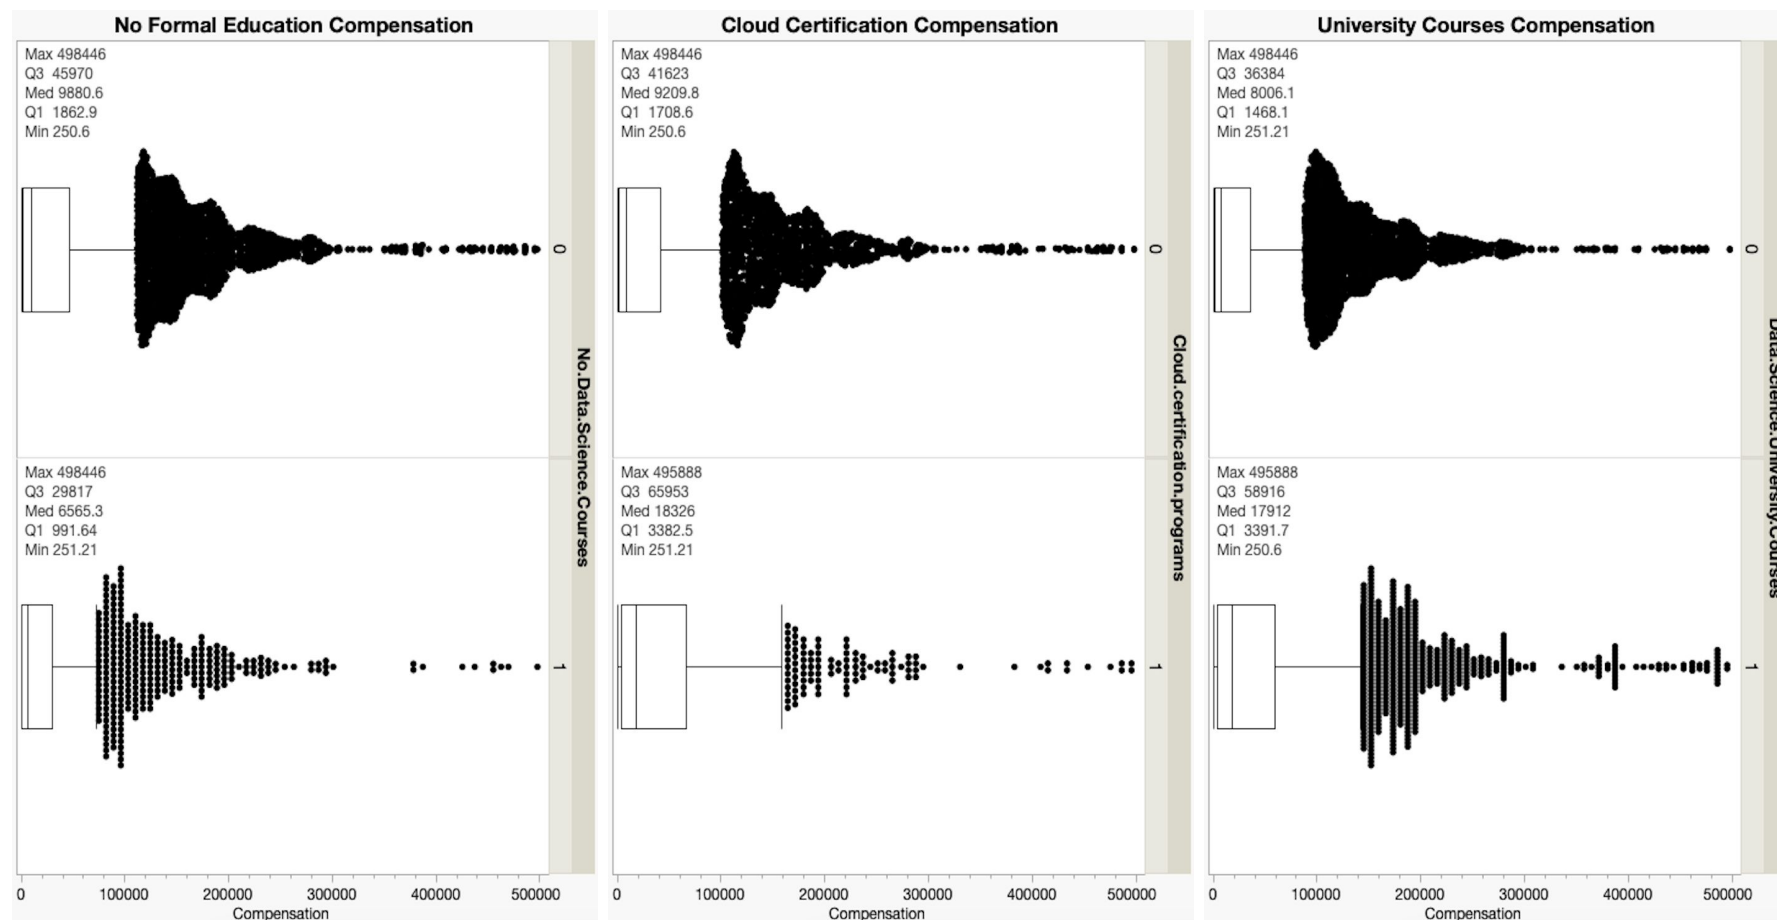 No Formal Education Compensation
Max 498446
Q3 45970
Med 9880.6
Q1 1862.9
Min 250.6
0
Max 498446
Q3 29817
Med 6565.3
Q1 991.64
Min 251.21
1
No.Data.Science.Courses
0 100000 200000 300000 400000 500000
Compensation
Cloud Certification Compensation
Max 498446
Q3 41623
Med 9209.8
Q1 1708.6
Min 250.6
0
Max 495888
Q3 65953
Med 18326
Q1 3382.5
Min 251.21
1
Cloud.certification.programs
0 100000 200000 300000 400000 500000
Compensation
University Courses Compensation
Max 498446
Q3 36384
Med 8006.1
Q1 1468.1
Min 251.21
0
Max 495888
Q3 58916
Med 17912
Q1 3391.7
Min 250.6
1
Data.Science.University.Courses
0 100000 200000 300000 400000 500000
Compensation